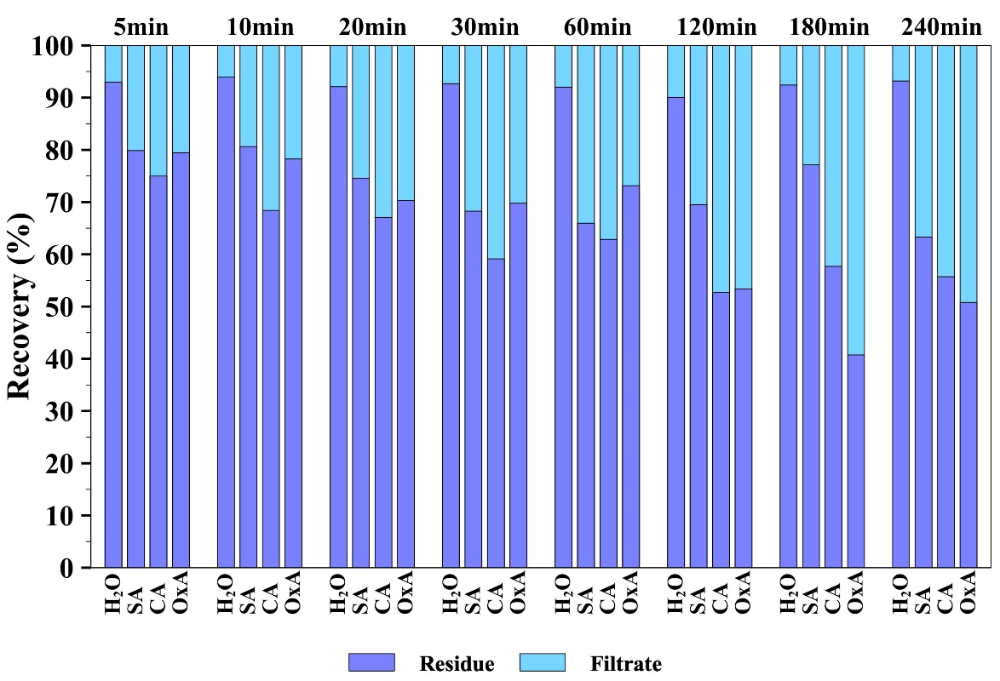 5min 10min 20min 30min 60min 120min 180min 240min
100
90
80
70
60
50
40
30
20
10
0
Recovery (%)
H₂O SA CA OxA H₂O SA CA OxA H₂O SA CA OxA H₂O SA CA OxA H₂O SA CA OxA H₂O SA CA OxA H₂O SA CA OxA H₂O SA CA OxA
Residue Filtrate